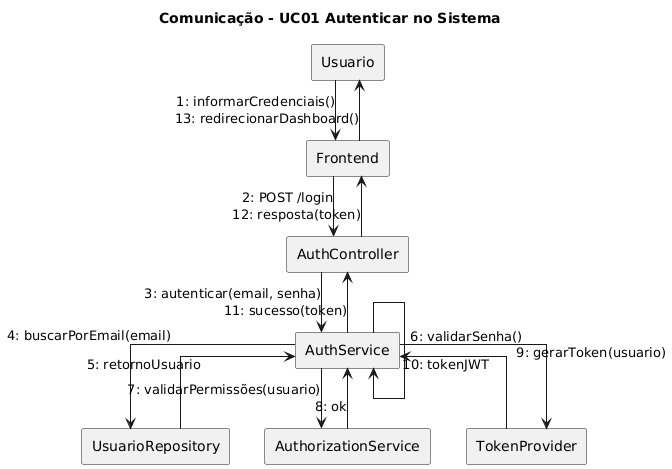 Comunicação - UC01 Autenticar no Sistema
Usuario
1: informarCredenciais()
13: redirecionarDashboard()
Frontend
2: POST /login
12: resposta(token)
AuthController
3: autenticar(email, senha)
11: sucesso(token)
4: buscarPorEmail(email)
AuthService
6: validarSenha()
9: gerarToken(usuario)
5: retornoUsuario
10: tokenJWT
7: validarPermissões(usuario)
8: ok
UsuarioRepository
AuthorizationService
TokenProvider